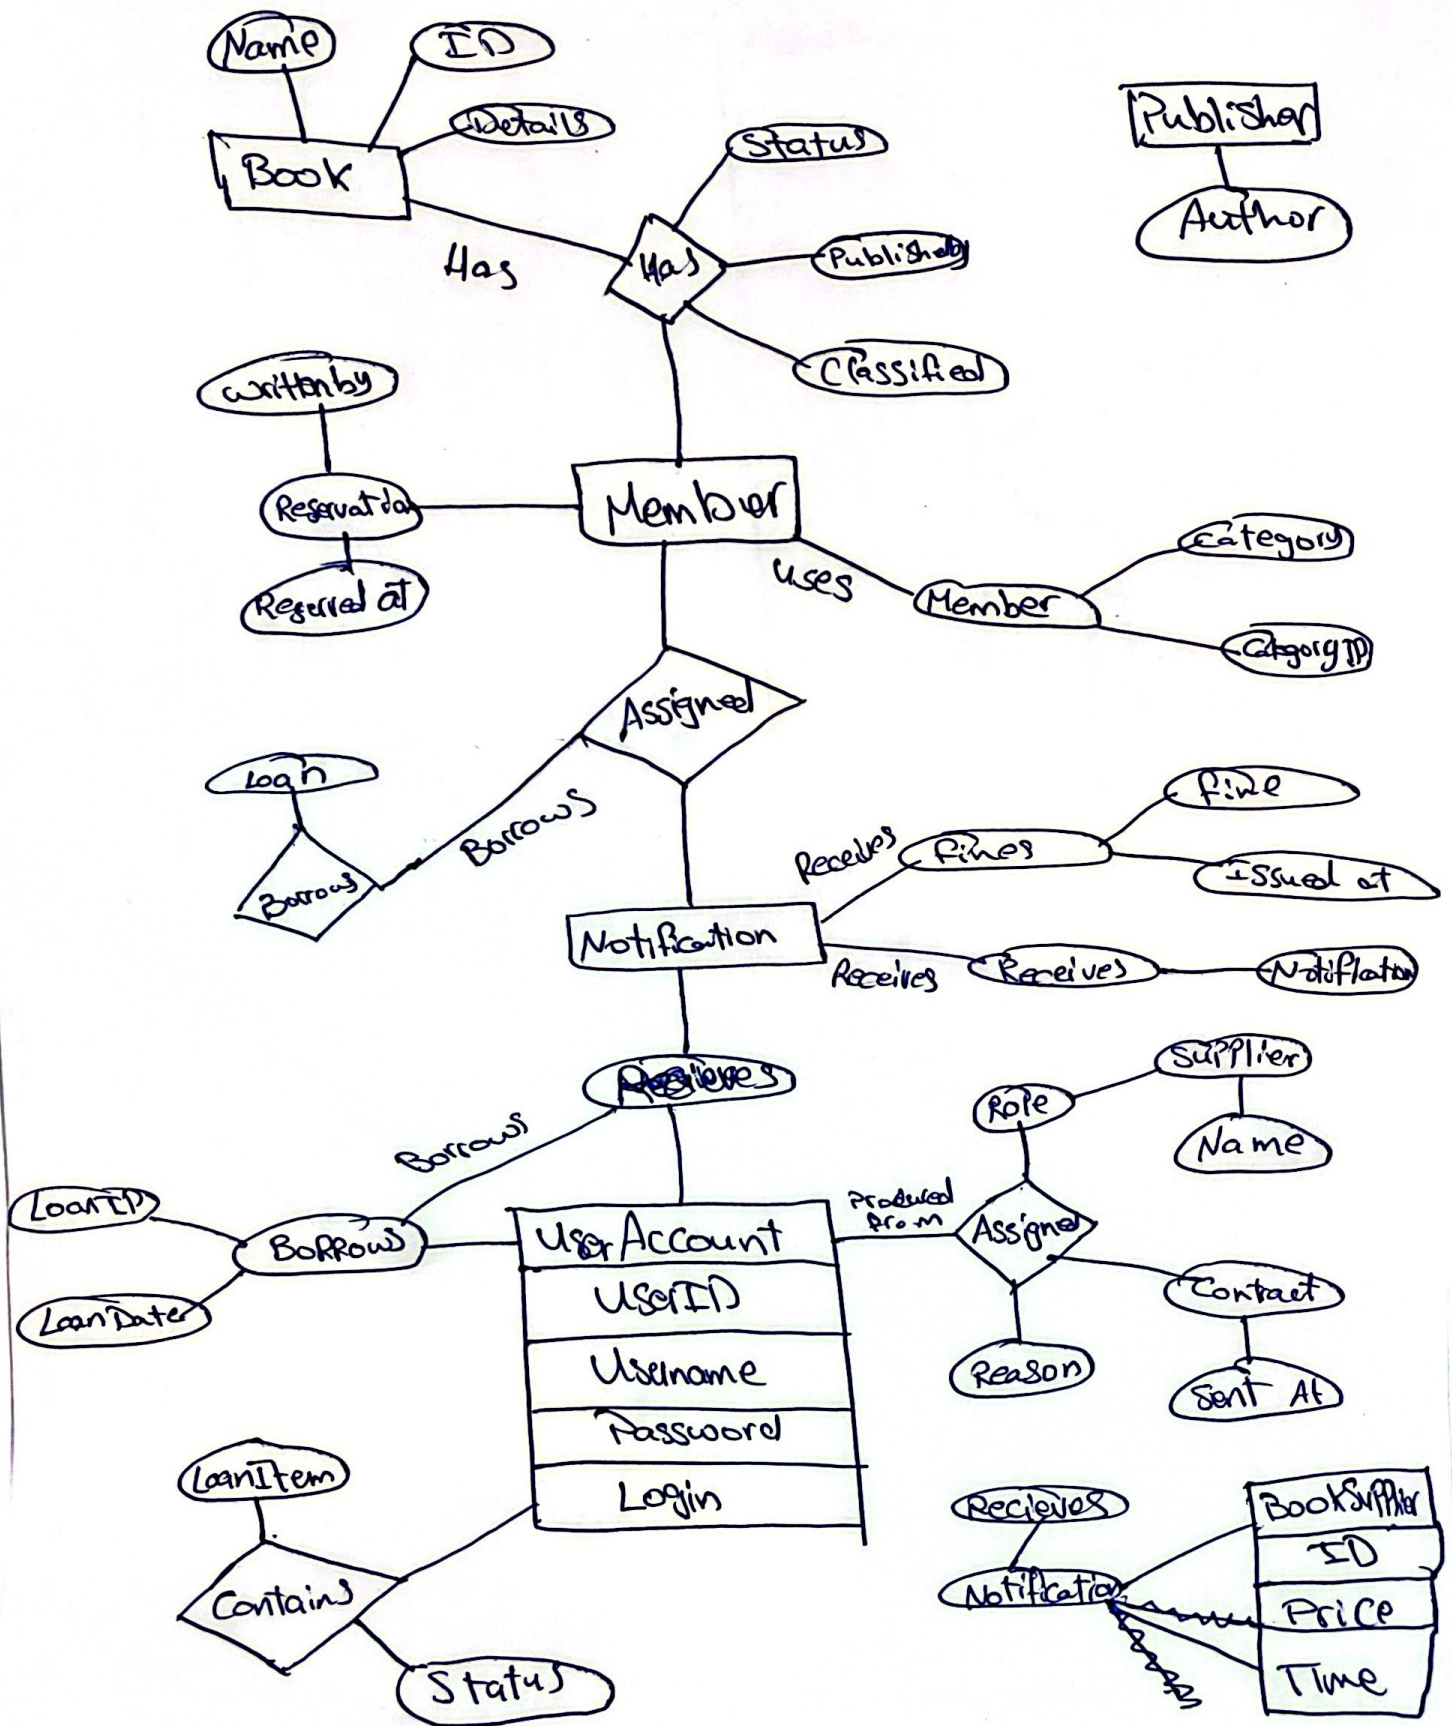 Name
ID
Details
Book
Status
Publisher
Author
Has
Has
Classified
Writtenby
Reservation
Member
Reserved at
uses
Category
Member
CategoryID
Assigned
Loan
Borrows
Borrows
Fine
Receives
Fines
Issued at
Notification
Receives
Receives
Notification
Supplier
Role
Name
Borrows
LoanID
Borrows
LoanDate
UserAccount
UserID
Username
Password
Login
Produced
from
Assigned
Contact
Reason
Sent At
LoanItem
Contains
Status
Recieves
Notification
BookSupplier
ID
Price
Time